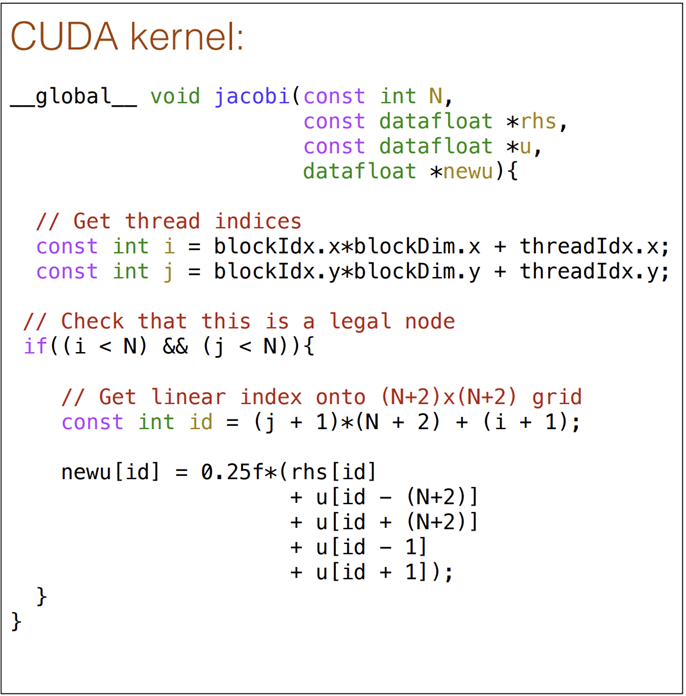 CUDA kernel:
__global__ void jacobi(const int N,
const datafloat *rhs,
const datafloat *u,
datafloat *newu){
// Get thread indices
const int i = blockIdx.x*blockDim.x + threadIdx.x;
const int j = blockIdx.y*blockDim.y + threadIdx.y;
// Check that this is a legal node
if((i < N) && (j < N)){
// Get linear index onto (N+2)x(N+2) grid
const int id = (j + 1)*(N + 2) + (i + 1);
newu[id] = 0.25f*(rhs[id]
+ u[id - (N+2)]
+ u[id + (N+2)]
+ u[id - 1]
+ u[id + 1]);
}
}